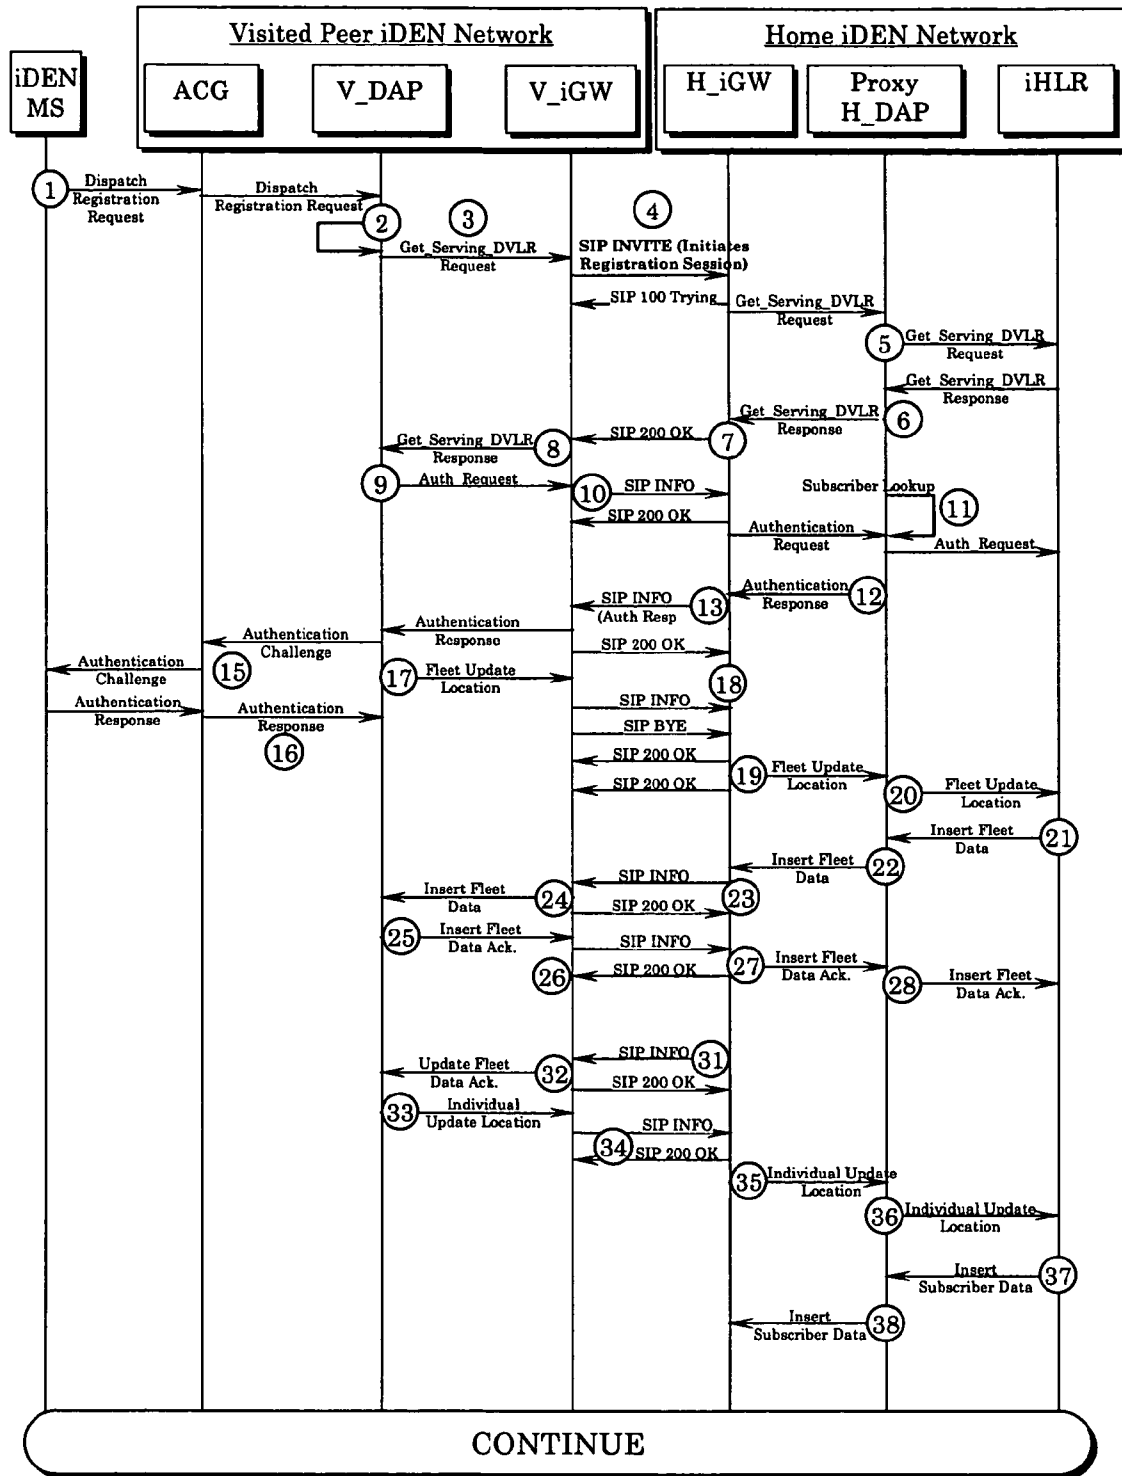 Visited Peer iDEN Network
Home iDEN Network
iDEN
MS
ACG
V_DAP
V_iGW
H_iGW
Proxy
H_DAP
iHLR
1
Dispatch
Registration
Request
Dispatch
Registration Request
2
3
4
Get_Serving_DVLR
Request
SIP INVITE (Initiates
Registration Session)
SIP 100 Trying
Get_Serving_DVLR
Request
5
Get_Serving_DVLR
Request
Get_Serving_DVLR
Response
Get_Serving_DVLR
Response
6
7
SIP 200 OK
8
Get_Serving_DVLR
Response
9
Auth_Request
10
SIP INFO
Subscriber Lookup
11
SIP 200 OK
Authentication
Request
Auth_Request
Authentication
Response
12
13
SIP INFO
(Auth Resp
Authentication
Response
Authentication
Challenge
SIP 200 OK
Authentication
Challenge
15
17
Fleet Update
Location
18
Authentication
Response
Authentication
Response
16
SIP INFO
SIP BYE
SIP 200 OK
19
Fleet Update
Location
SIP 200 OK
20
Fleet Update
Location
Insert Fleet
Data
21
Insert Fleet
Data
22
SIP INFO
23
Insert Fleet
Data
24
SIP 200 OK
25
Insert Fleet
Data Ack.
SIP INFO
26
SIP 200 OK
27
Insert Fleet
Data Ack.
28
Insert Fleet
Data Ack.
SIP INFO
31
Update Fleet
Data Ack.
32
SIP 200 OK
33
Individual
Update Location
SIP INFO
34
SIP 200 OK
35
Individual Update
Location
36
Individual Update
Location
Insert
Subscriber Data
37
Insert
Subscriber Data
38
CONTINUE